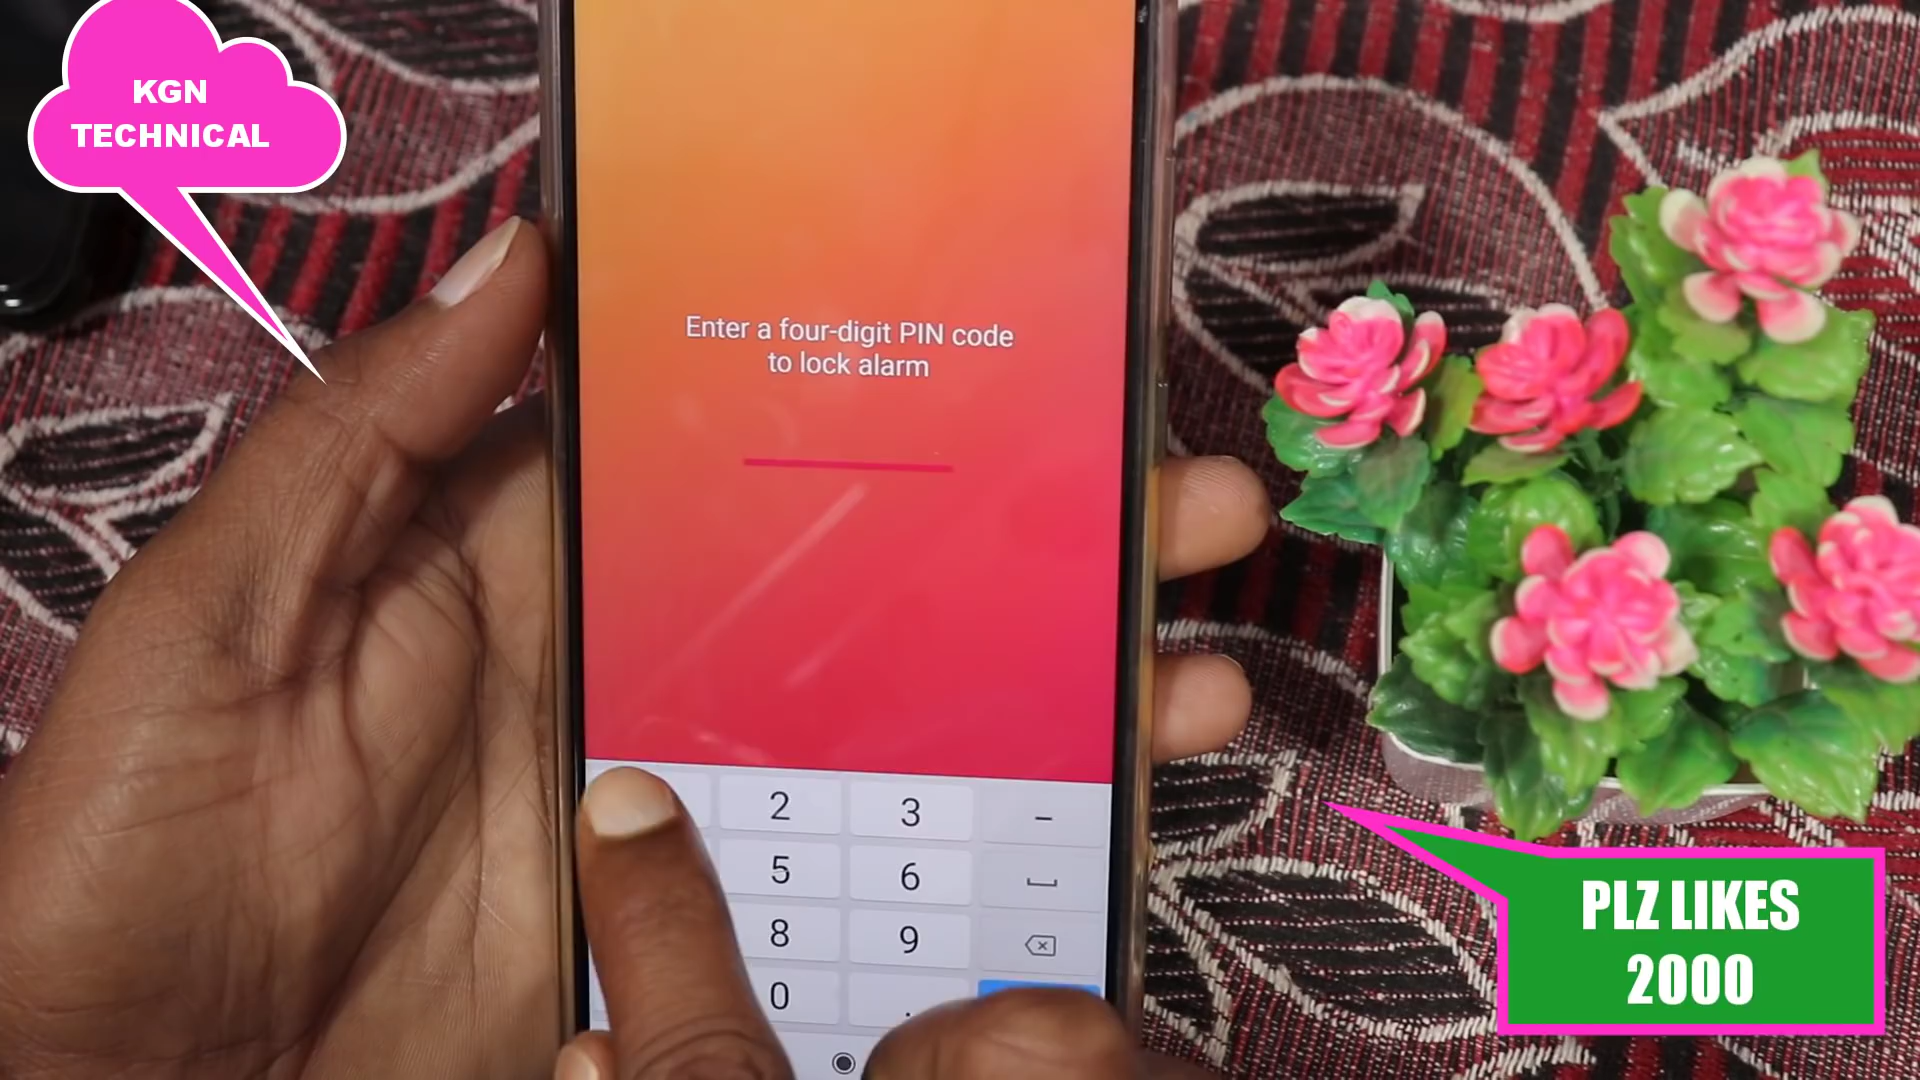 KGN
TECHNICAL
Enter a four-digit PIN code
to lock alarm
2
3
-
5
6
8
9
0
.
PLZ LIKES
2000